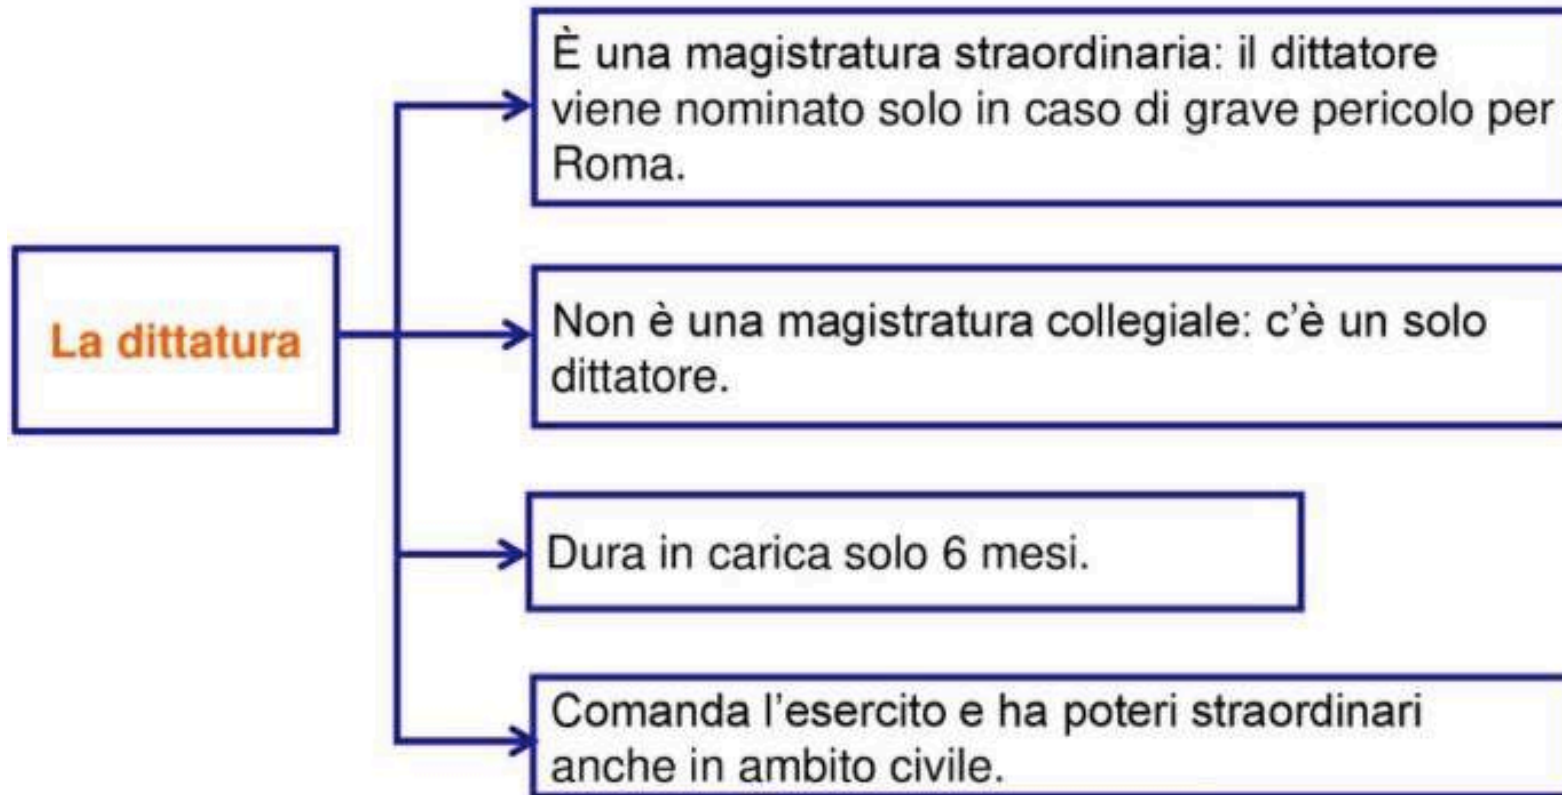 È una magistratura straordinaria: il dittatore
viene nominato solo in caso di grave pericolo per
Roma.
La dittatura
Non è una magistratura collegiale: c’è un solo
dittatore.
Dura in carica solo 6 mesi.
Comanda l’esercito e ha poteri straordinari
anche in ambito civile.